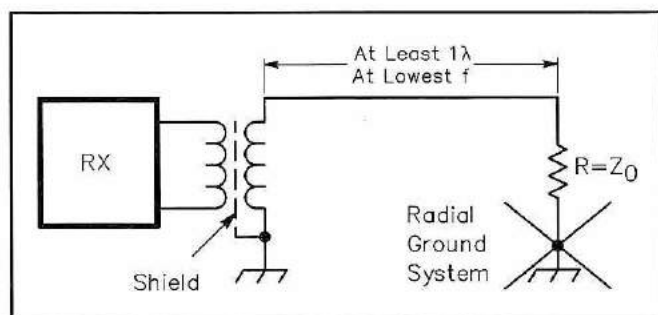 At Least 1λ
At Lowest f
RX
R=Z0
Radial
Ground
System
Shield